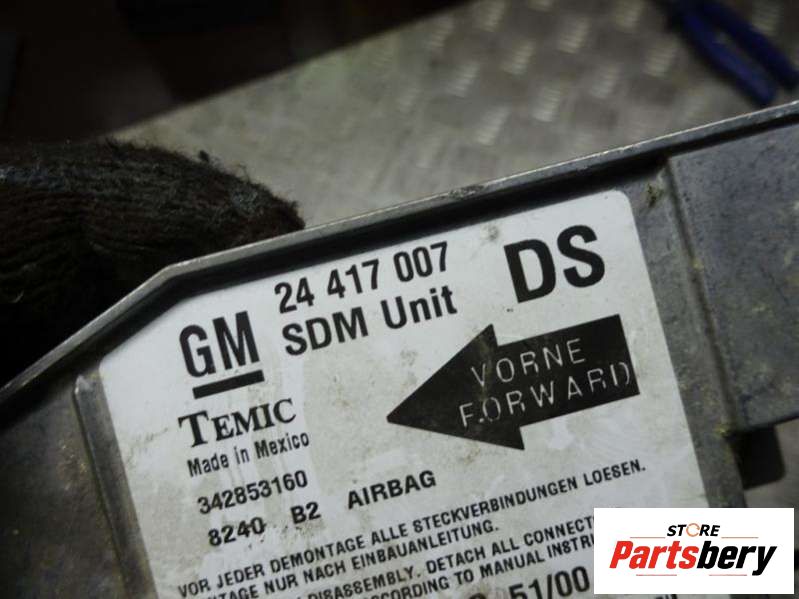 24 417 007
DS
GM
SDM Unit
VORNE
FORWARD
TEMIC
Made in Mexico
342853160
8240 B2 AIRBAG
VOR JEDER DEMONTAGE ALLE STECKVERBINDUNGEN LOESEN.
NUR NACH EINBAUANLEITUNG.
DISASSEMBLY. DETACH ALL
ACCORDING TO MANUAL
51/00
STORE
Partsbery